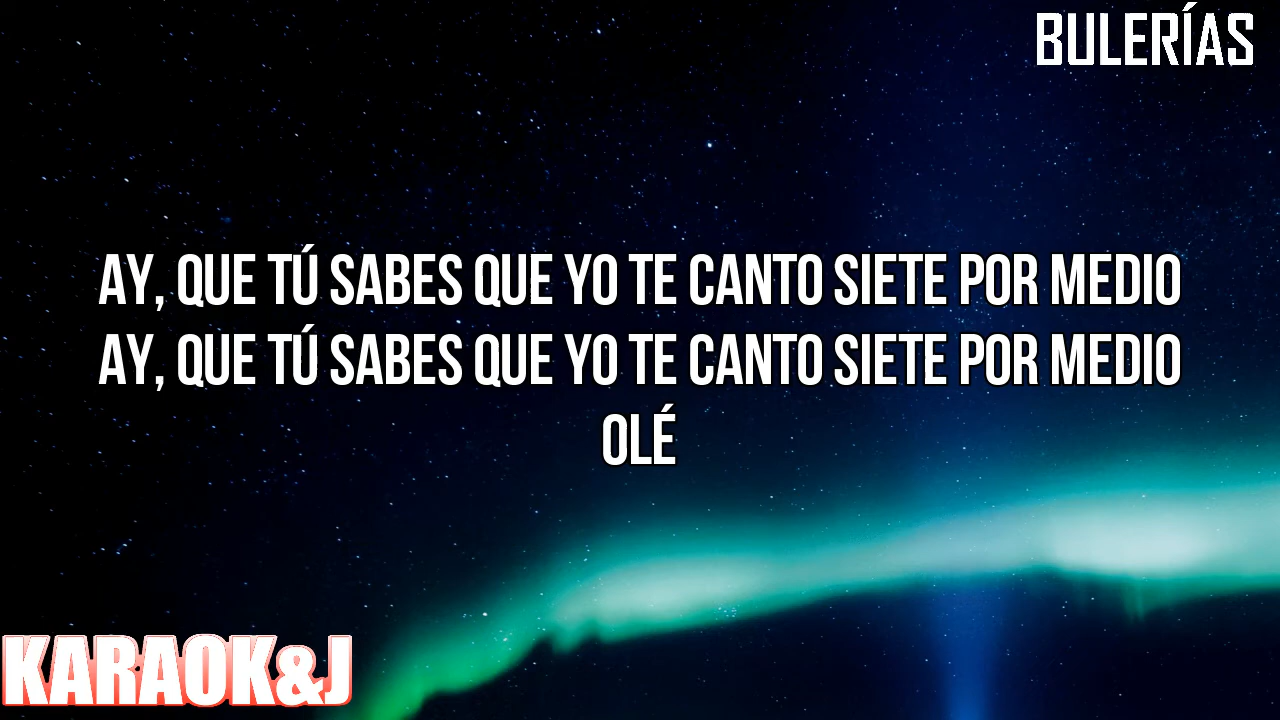 BULERÍAS
AY, QUE TÚ SABES QUE YO TE CANTO SIETE POR MEDIO
AY, QUE TÚ SABES QUE YO TE CANTO SIETE POR MEDIO
OLÉ
KARAOK&J